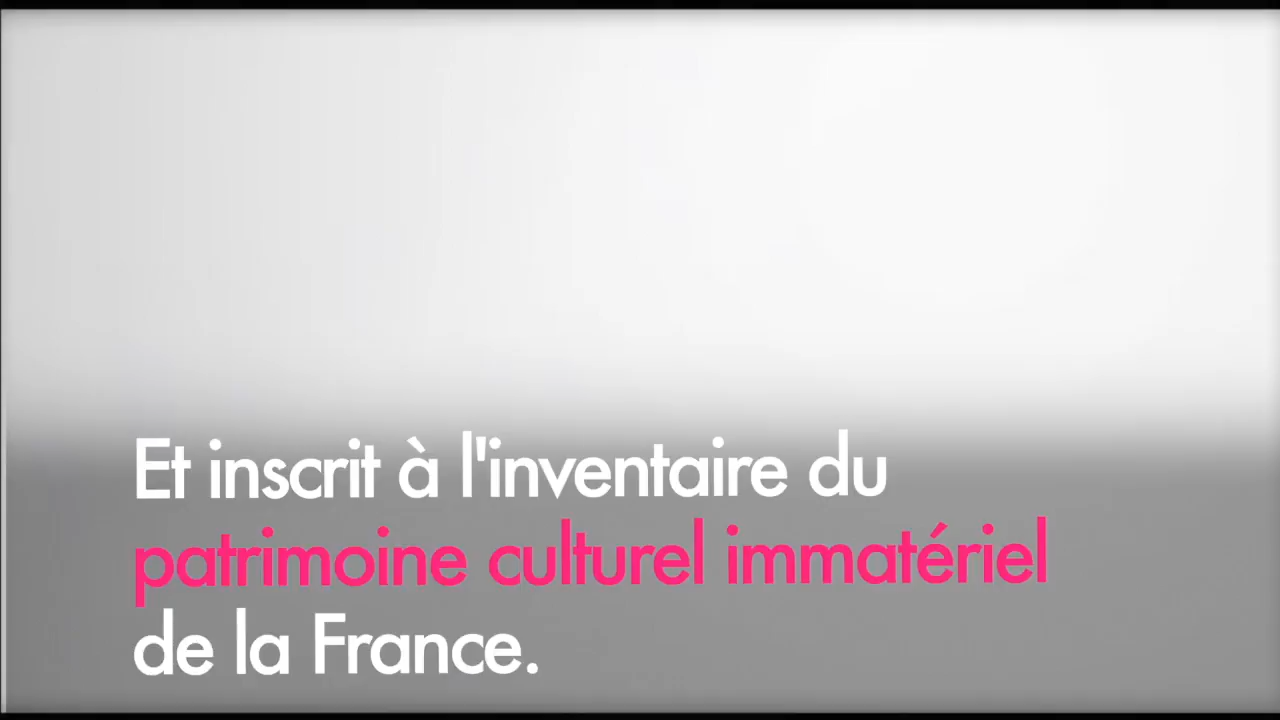 Et inscrit à l'inventaire du
patrimoine culturel immatériel
de la France.